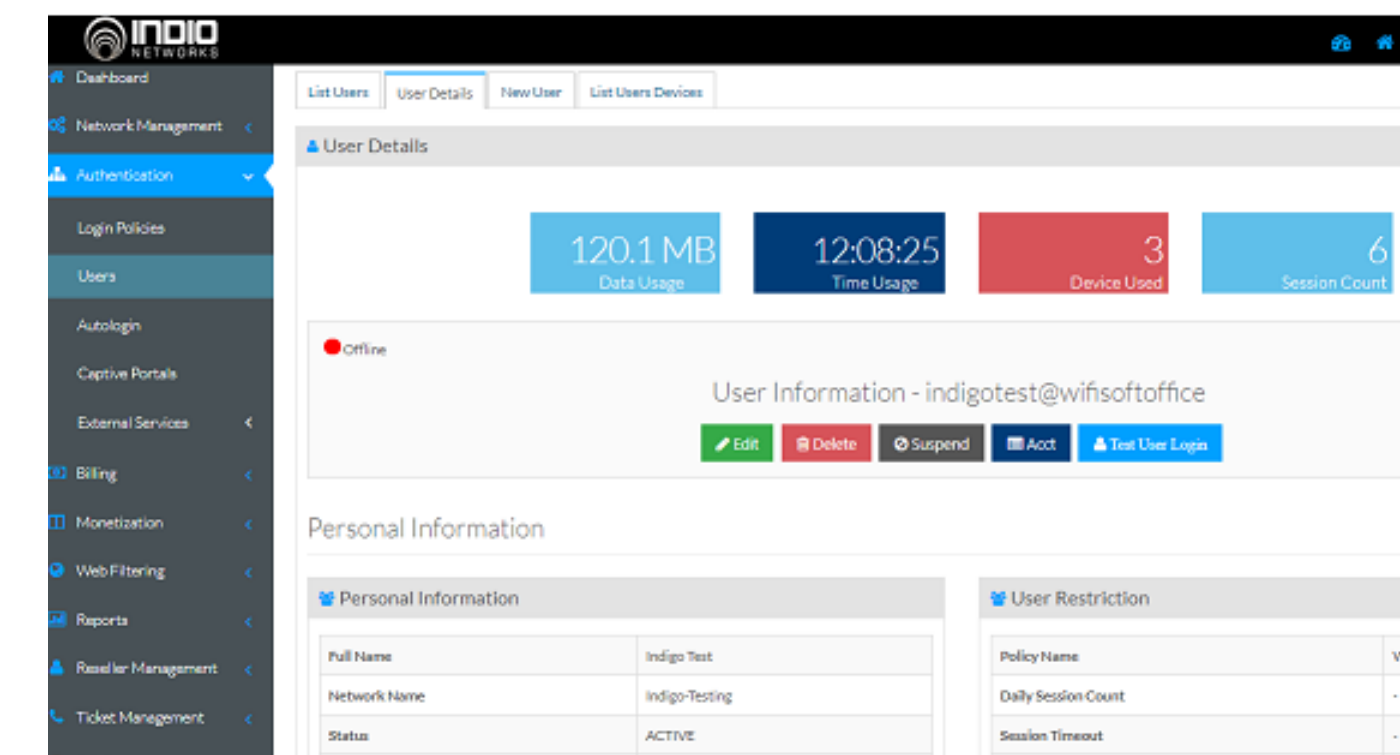 INDIO
NETWORKS
Dashboard
Network Management
Authentication
Login Policies
Users
Autologin
Captive Portals
External Services
Billing
Monetization
Web Filtering
Reports
Reseller Management
Ticket Management
List Users User Details New User List Users Devices
User Details
120.1 MB
Data Usage
12:08:25
Time Usage
3
Device Used
6
Session Count
Offline
User Information - indigotest@wifisoftoffice
Edit Delete Suspend Acct Test User Login
Personal Information
Personal Information
Full Name Indigo Test
Network Name Indigo-Testing
Status ACTIVE
User Restriction
Policy Name
Daily Session Count -
Session Timeout -